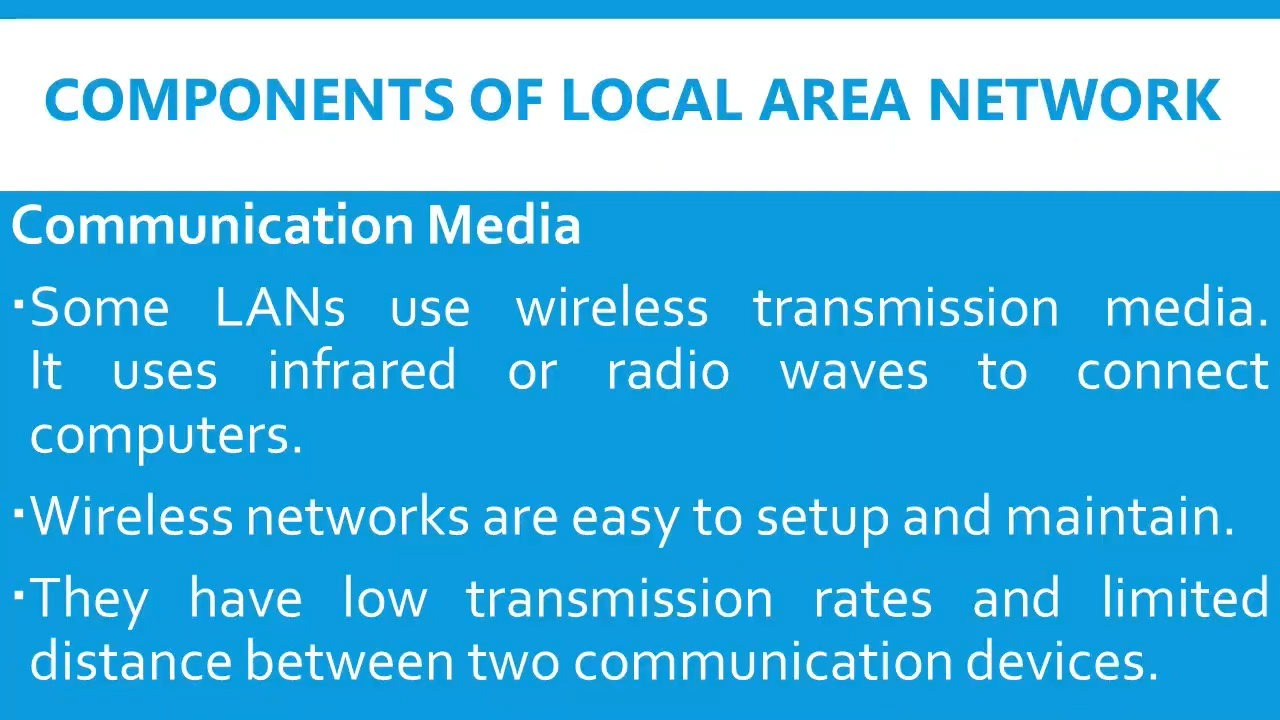 COMPONENTS OF LOCAL AREA NETWORK
Communication Media
▪Some LANs use wireless transmission media.
It uses infrared or radio waves to connect
computers.
▪Wireless networks are easy to setup and maintain.
▪They have low transmission rates and limited
distance between two communication devices.